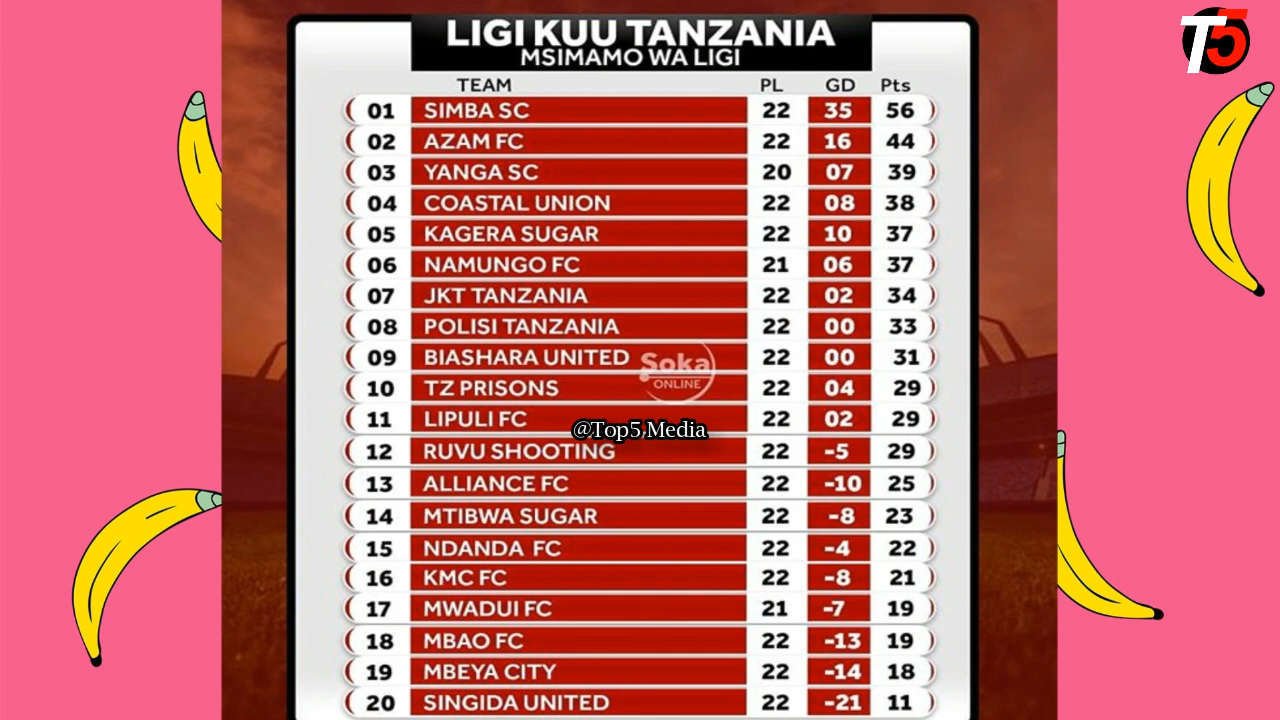 T5
LIGI KUU TANZANIA
MSIMAMO WA LIGI
TEAM PL GD Pts
01 SIMBA SC 22 35 56
02 AZAM FC 22 16 44
03 YANGA SC 20 07 39
04 COASTAL UNION 22 08 38
05 KAGERA SUGAR 22 10 37
06 NAMUNGO FC 21 06 37
07 JKT TANZANIA 22 02 34
08 POLISI TANZANIA 22 00 33
09 BIASHARA UNITED 22 00 31
Soka
ONLINE
10 TZ PRISONS 22 04 29
11 LIPULI FC 22 02 29
@Top5 Media
12 RUVU SHOOTING 22 -5 29
13 ALLIANCE FC 22 -10 25
14 MTIBWA SUGAR 22 -8 23
15 NDANDA FC 22 -4 22
16 KMC FC 22 -8 21
17 MWADUI FC 21 -7 19
18 MBAO FC 22 -13 19
19 MBEYA CITY 22 -14 18
20 SINGIDA UNITED 22 -21 11